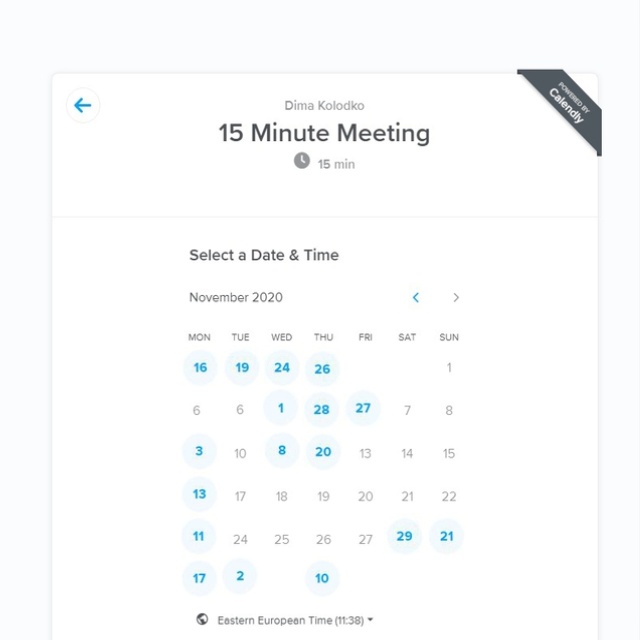 POWERED BY
Calendly
Dima Kolodko
15 Minute Meeting
15 min
Select a Date & Time
November 2020
MON TUE WED THU FRI SAT SUN
16 19 24 26 1
6 6 1 28 27 7 8
3 10 8 20 13 14 15
13 17 18 19 20 21 22
11 24 25 26 27 29 21
17 2 10
Eastern European Time (11:38)